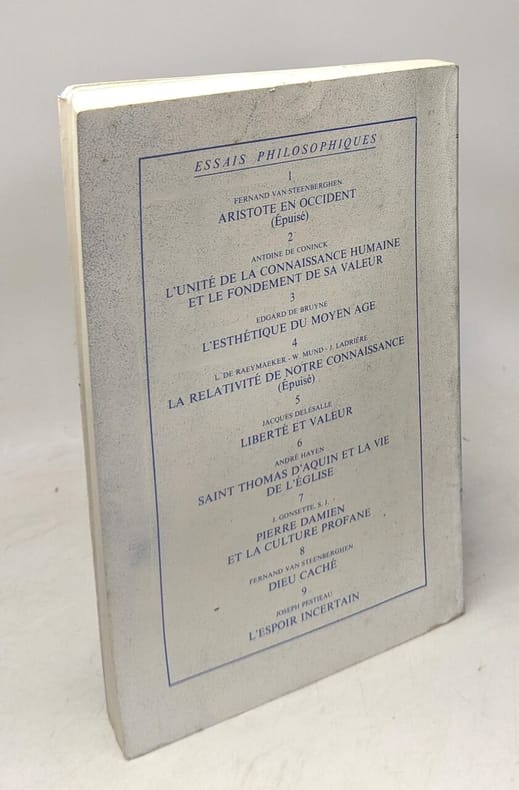 ESSAIS PHILOSOPHIQUES
1
FERNAND VAN STEENBERGHEN
ARISTOTE EN OCCIDENT
(Épuisé)
2
ANTOINE DE CONINCK
L'UNITÉ DE LA CONNAISSANCE HUMAINE
ET LE FONDEMENT DE SA VALEUR
3
EDGARD DE BRUYNE
L'ESTHÉTIQUE DU MOYEN AGE
4
L. DE RAEYMAEKER - W. MUND - J. LADRIÈRE
LA RELATIVITÉ DE NOTRE CONNAISSANCE
(Épuisé)
5
JACQUES DELESALLE
LIBERTÉ ET VALEUR
6
ANDRÉ HAYEN
SAINT THOMAS D'AQUIN ET LA VIE
DE L'ÉGLISE
7
J. GONSETTE, S. J.
PIERRE DAMIEN
ET LA CULTURE PROFANE
8
FERNAND VAN STEENBERGHEN
DIEU CACHÉ
9
JOSEPH PESTIEAU
L'ESPOIR INCERTAIN